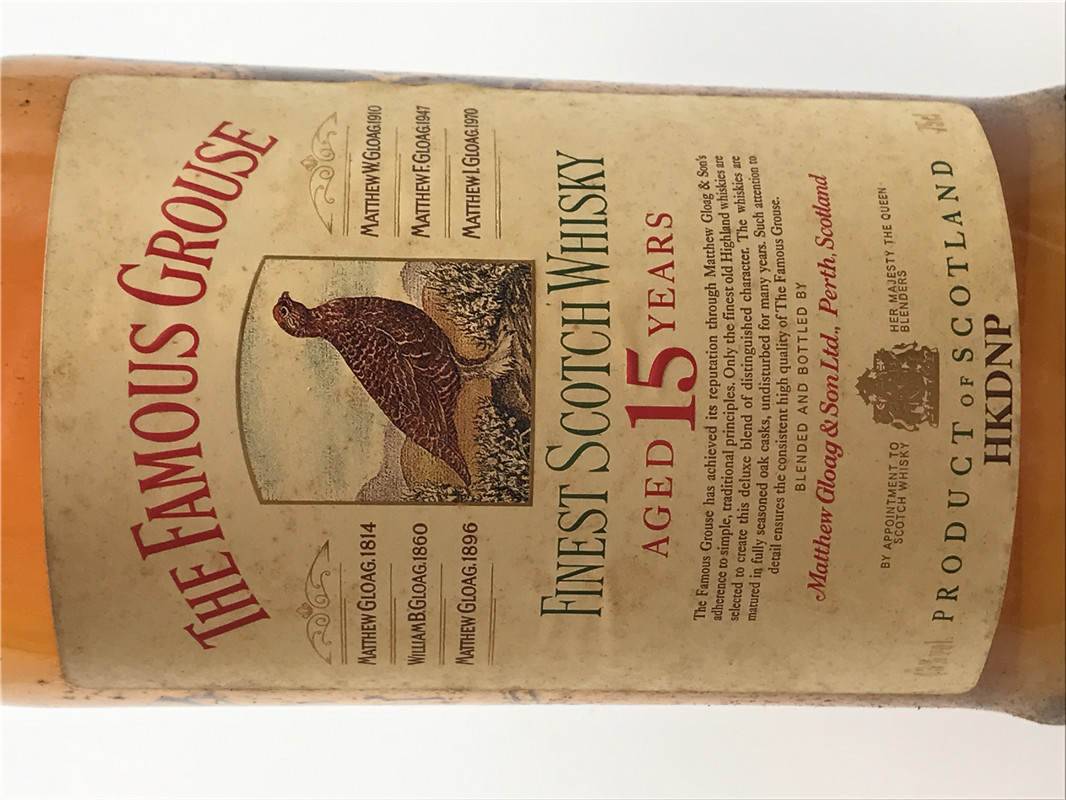 THE FAMOUS GROUSE
MATTHEW GLOAG.1814
WILLIAM B.GLOAG.1860
MATTHEW GLOAG.1896
MATTHEW W.GLOAG.1910
MATTHEW F.GLOAG.1947
MATTHEW I.GLOAG.1970
FINEST SCOTCH WHISKY
AGED 15 YEARS
The Famous Grouse has achieved its reputation through Matthew Gloag & Son's
adherence to simple, traditional principles. Only the finest old Highland whiskies are
selected to create this deluxe blend of distinguished character. The whiskies are
matured in fully seasoned oak casks, undisturbed for many years. Such attention to
detail ensures the consistent high quality of The Famous Grouse.
BLENDED AND BOTTLED BY
Matthew Gloag & Son Ltd., Perth, Scotland
BY APPOINTMENT TO HER MAJESTY THE QUEEN
SCOTCH WHISKY BLENDERS
75cl
PRODUCT OF SCOTLAND
HKDNP